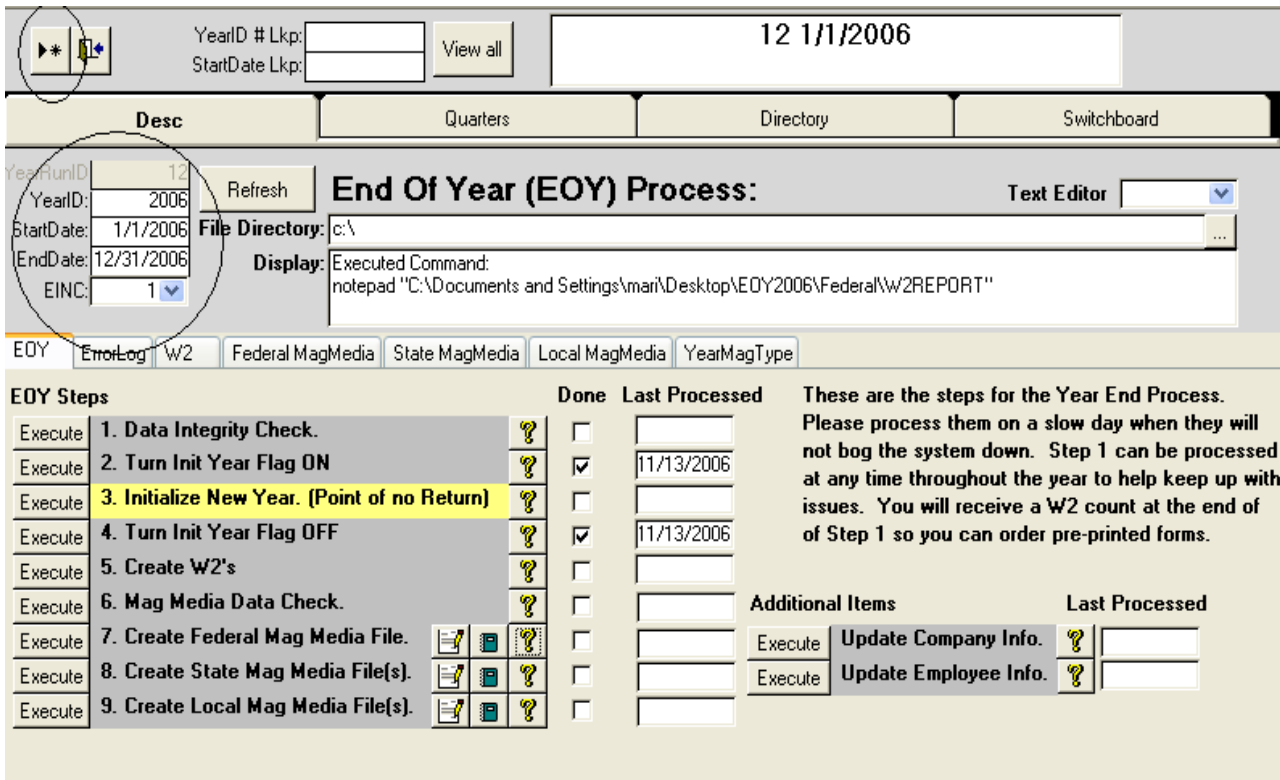 YearID # Lkp:
StartDate Lkp:
View all
12 1/1/2006
Desc
Quarters
Directory
Switchboard
YearRunID 12
YearID: 2006
StartDate: 1/1/2006
EndDate: 12/31/2006
EINC: 1
Refresh
End Of Year (EOY) Process:
Text Editor
File Directory: c:\
...
Display: Executed Command:
notepad "C:\Documents and Settings\mari\Desktop\EOY2006\Federal\W2REPORT"
EOY ErrorLog W2 Federal MagMedia State MagMedia Local MagMedia YearMagType
EOY Steps Done Last Processed
Execute 1. Data Integrity Check. ?
Execute 2. Turn Init Year Flag ON ? 11/13/2006
Execute 3. Initialize New Year. (Point of no Return) ?
Execute 4. Turn Init Year Flag OFF ? 11/13/2006
Execute 5. Create W2's ?
Execute 6. Mag Media Data Check. ?
Execute 7. Create Federal Mag Media File. ?
Execute 8. Create State Mag Media File(s). ?
Execute 9. Create Local Mag Media File(s). ?
These are the steps for the Year End Process.
Please process them on a slow day when they will
not bog the system down. Step 1 can be processed
at any time throughout the year to help keep up with
issues. You will receive a W2 count at the end of
of Step 1 so you can order pre-printed forms.
Additional Items Last Processed
Execute Update Company Info. ?
Execute Update Employee Info. ?